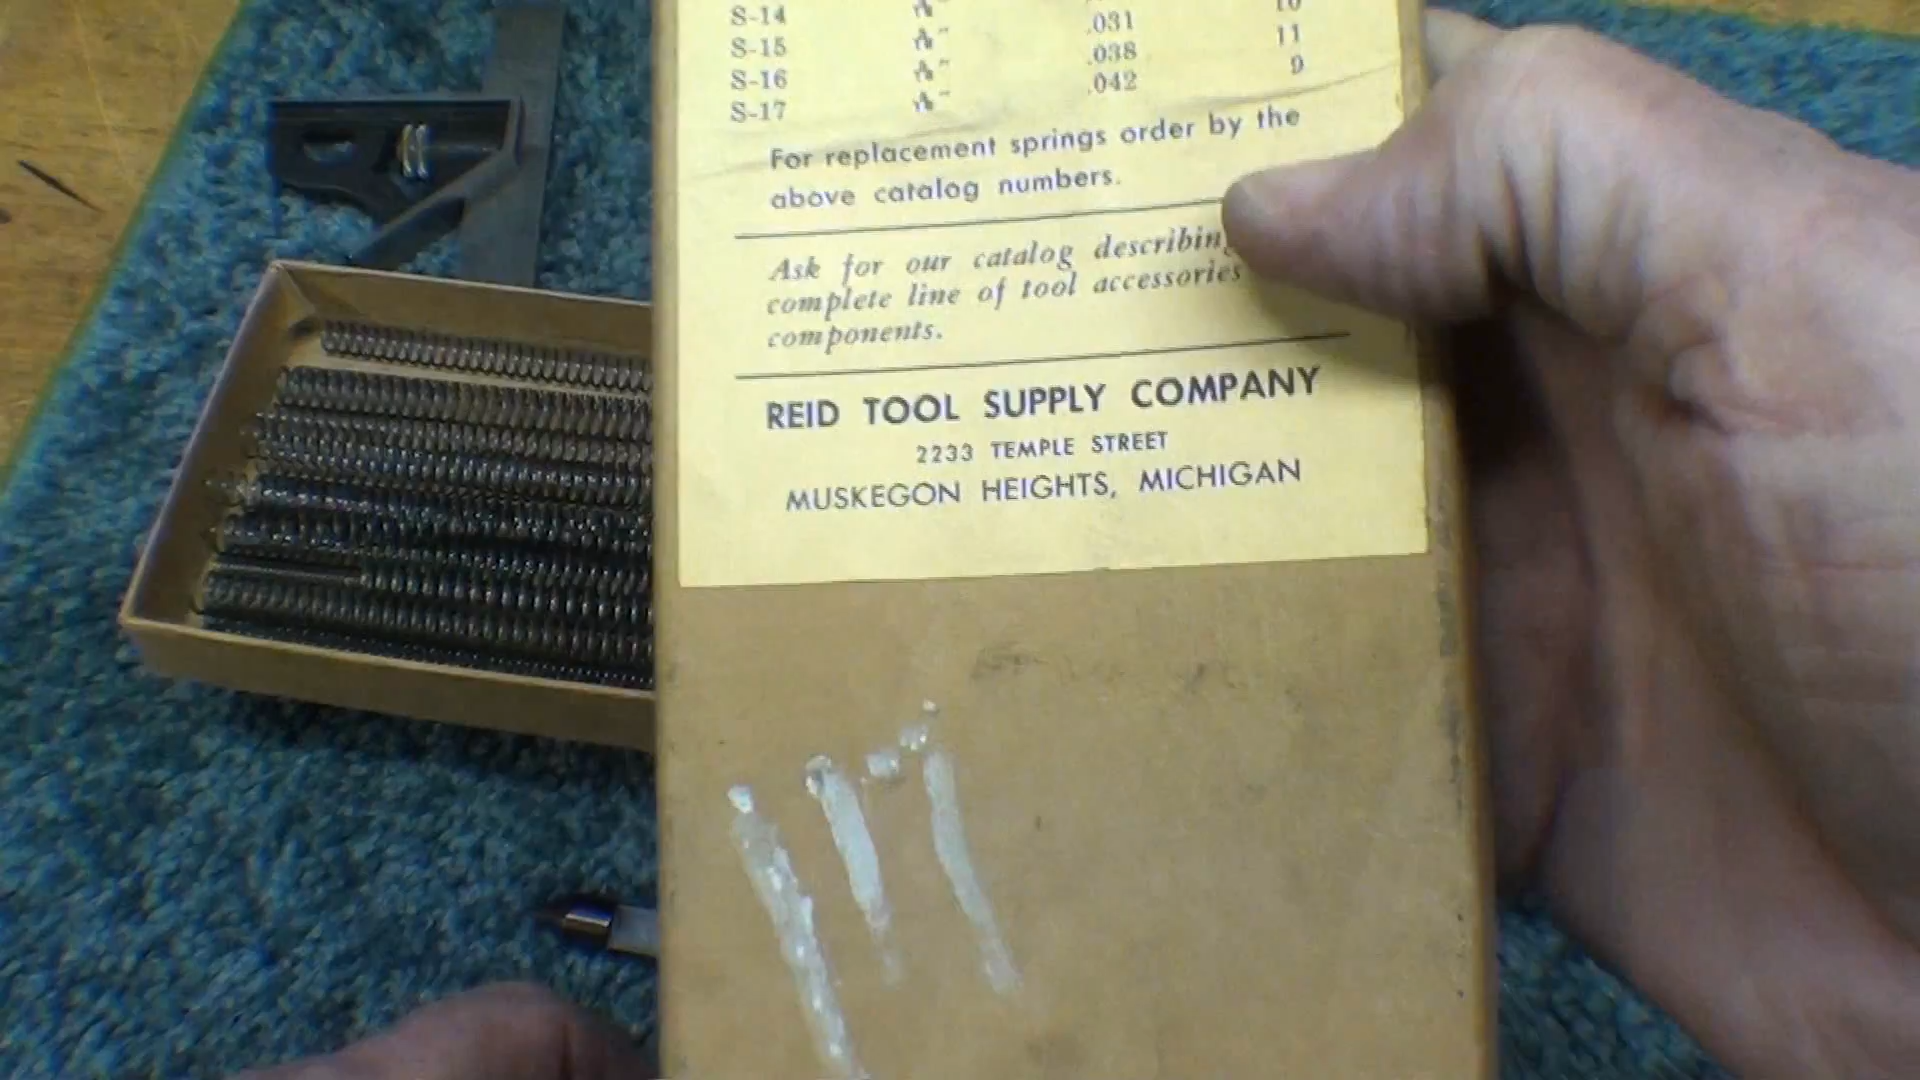 S-14 .031 10
S-15 .038 11
S-16 .042 9
S-17
For replacement springs order by the
above catalog numbers.
Ask for our catalog describing
complete line of tool accessories
components.
REID TOOL SUPPLY COMPANY
2233 TEMPLE STREET
MUSKEGON HEIGHTS, MICHIGAN